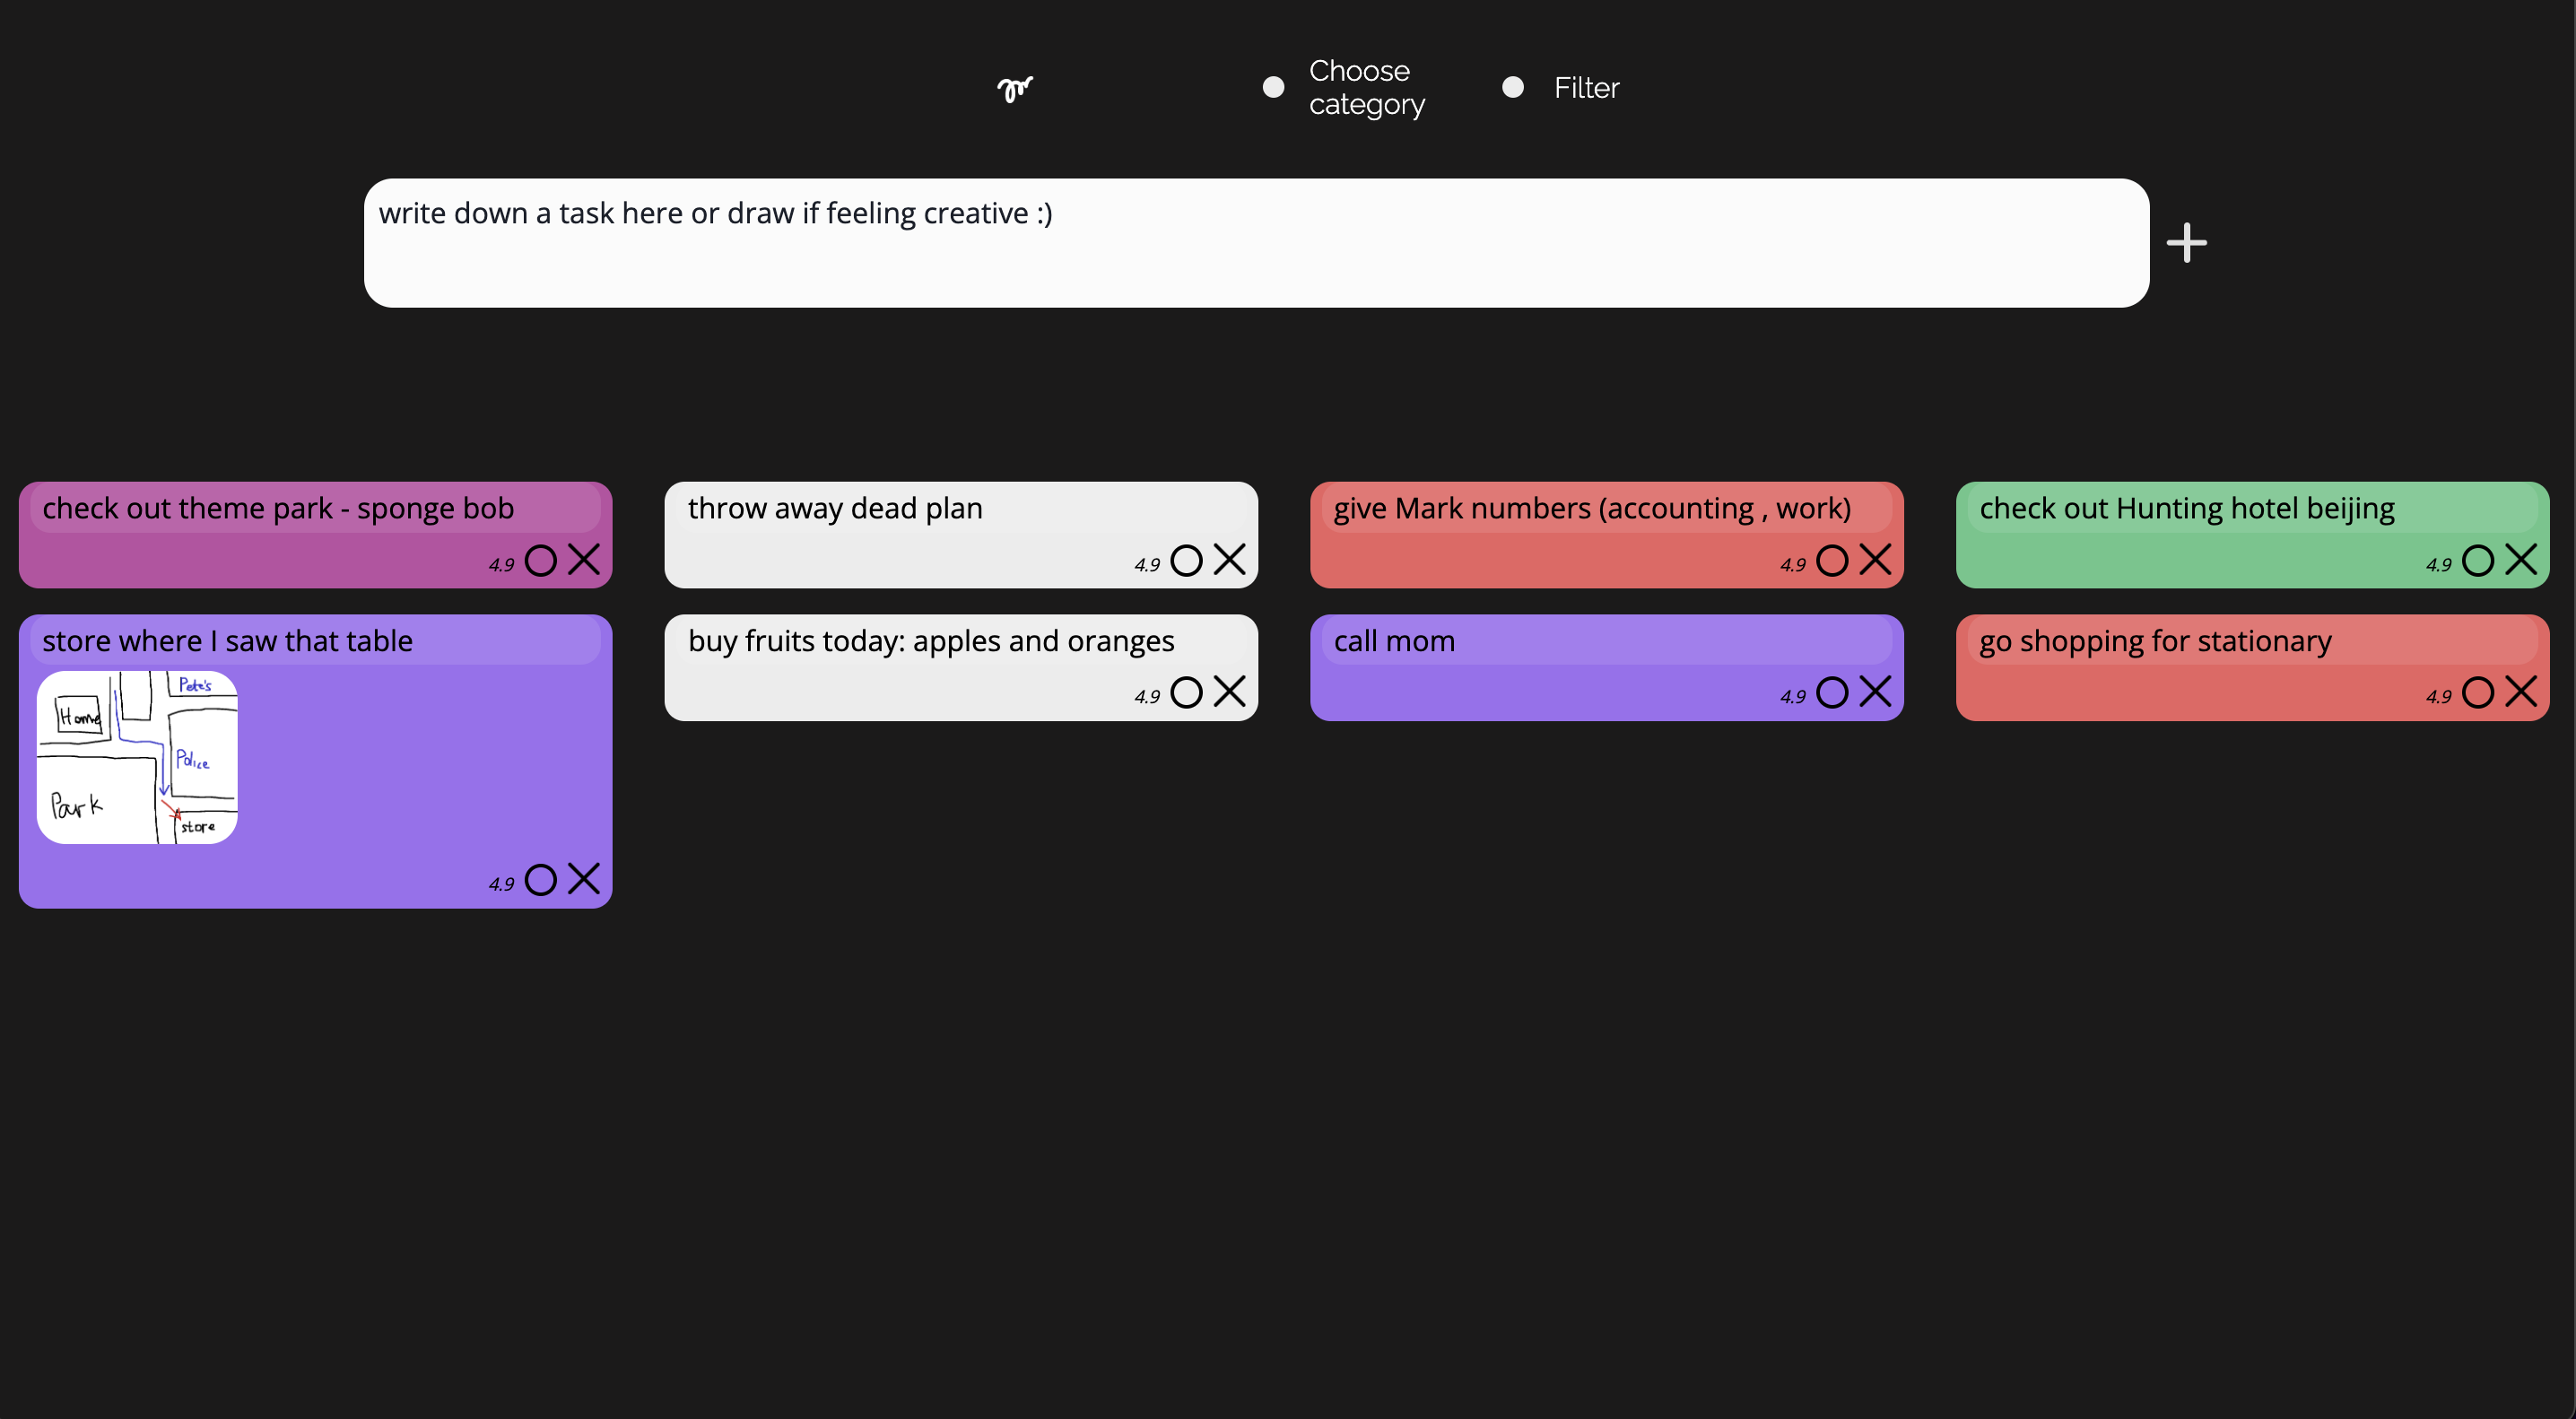 Choose
category
Filter
write down a task here or draw if feeling creative :)
check out theme park - sponge bob
4.9
throw away dead plan
4.9
give Mark numbers (accounting , work)
4.9
check out Hunting hotel beijing
4.9
store where I saw that table
Pete's
Home
Police
Park
store
4.9
buy fruits today: apples and oranges
4.9
call mom
4.9
go shopping for stationary
4.9